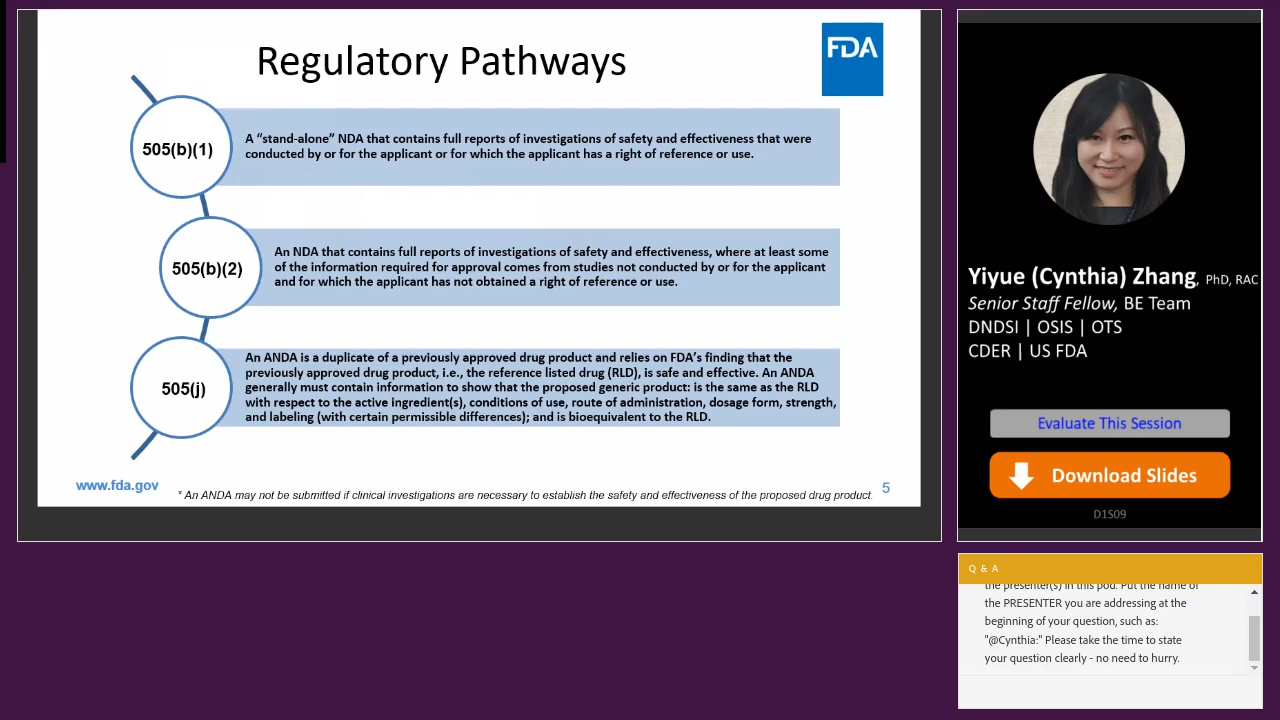 Regulatory Pathways
FDA
505(b)(1)
A “stand-alone” NDA that contains full reports of investigations of safety and effectiveness that were
conducted by or for the applicant or for which the applicant has a right of reference or use.
505(b)(2)
An NDA that contains full reports of investigations of safety and effectiveness, where at least some
of the information required for approval comes from studies not conducted by or for the applicant
and for which the applicant has not obtained a right of reference or use.
505(j)
An ANDA is a duplicate of a previously approved drug product and relies on FDA’s finding that the
previously approved drug product, i.e., the reference listed drug (RLD), is safe and effective. An ANDA
generally must contain information to show that the proposed generic product: is the same as the RLD
with respect to the active ingredient(s), conditions of use, route of administration, dosage form, strength,
and labeling (with certain permissible differences); and is bioequivalent to the RLD.
www.fda.gov
* An ANDA may not be submitted if clinical investigations are necessary to establish the safety and effectiveness of the proposed drug product.
5
Yiyue (Cynthia) Zhang, PhD, RAC
Senior Staff Fellow, BE Team
DNDSI | OSIS | OTS
CDER | US FDA
Evaluate This Session
Download Slides
D1S09
Q & A
the presenter(s) in this pod. Put the name of
the PRESENTER you are addressing at the
beginning of your question, such as:
"@Cynthia:" Please take the time to state
your question clearly - no need to hurry.